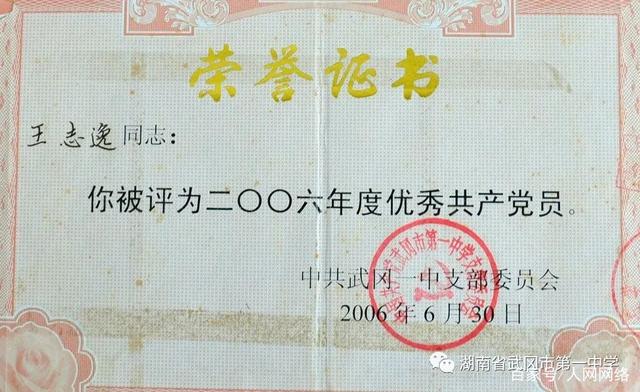 荣誉证书
王志逸同志：
你被评为二〇〇六年度优秀共产党员。
中共武冈一中支部委员会
2006年6月30日
湖南省武冈市第一中学
百家号/人网网络